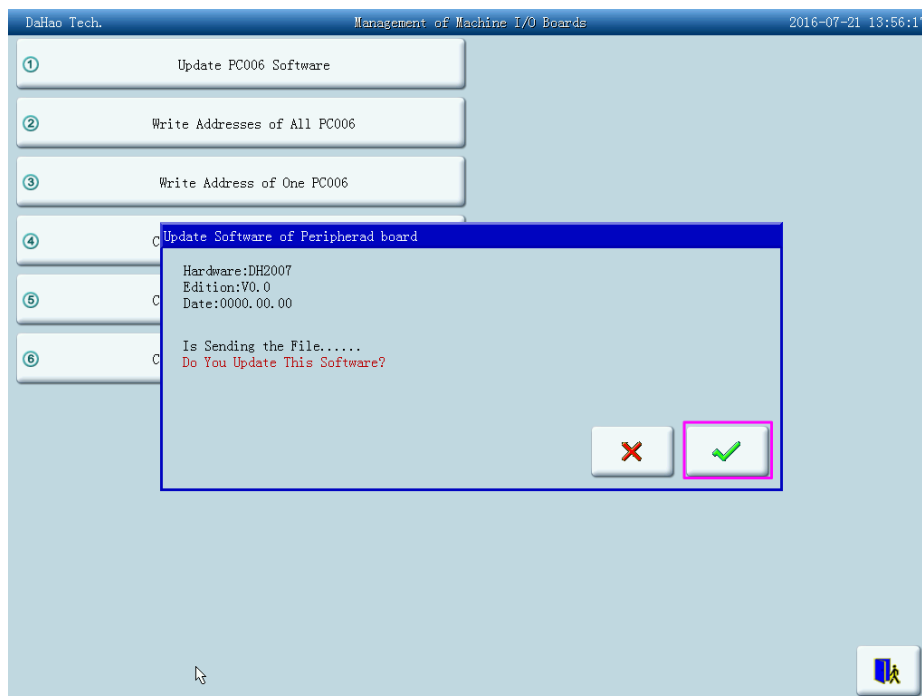 DaHao Tech. Management of Machine I/O Boards 2016-07-21 13:56:1
1 Update PC006 Software
2 Write Addresses of All PC006
3 Write Address of One PC006
4 C
Update Software of Peripherad board
Hardware:DH2007
Edition:V0.0
5 C
Date:0000.00.00
Is Sending the File......
6 C
Do You Update This Software?